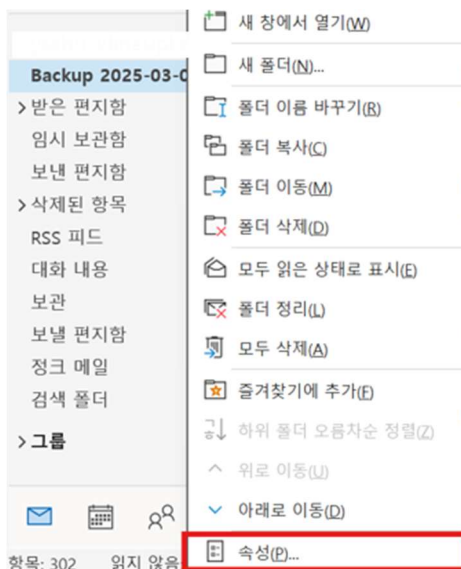 Backup 2025-03-0
받은 편지함
임시 보관함
보낸 편지함
삭제된 항목
RSS 피드
대화 내용
보관
보낼 편지함
정크 메일
검색 폴더
그룹
항목: 302 읽지 않음
새 창에서 열기(W)
새 폴더(N)...
폴더 이름 바꾸기(R)
폴더 복사(C)
폴더 이동(M)
폴더 삭제(D)
모두 읽은 상태로 표시(E)
폴더 정리(L)
모두 삭제(A)
즐겨찾기에 추가(F)
하위 폴더 오름차순 정렬(Z)
위로 이동(U)
아래로 이동(D)
속성(P)...